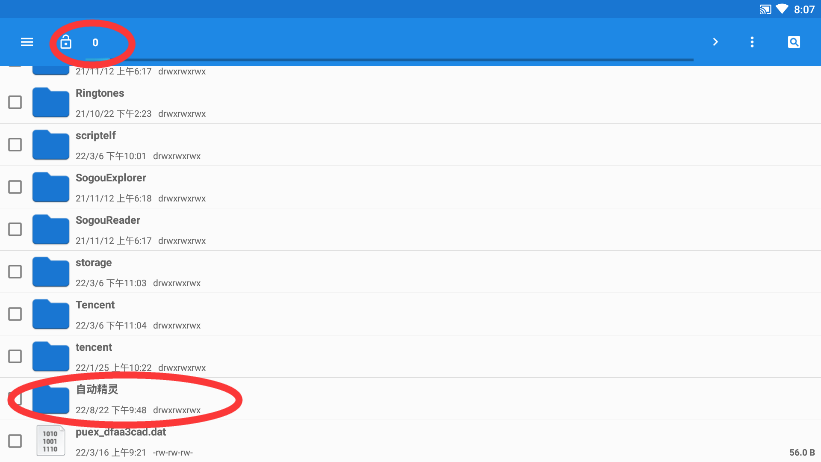 8:07
0
21/11/12 上午6:17 drwxrwxrwx
Ringtones
21/10/22 下午2:23 drwxrwxrwx
scriptelf
22/3/6 下午10:01 drwxrwxrwx
SogouExplorer
21/11/12 上午6:18 drwxrwxrwx
SogouReader
21/11/12 上午6:17 drwxrwxrwx
storage
22/3/6 下午11:03 drwxrwxrwx
Tencent
22/3/6 下午11:04 drwxrwxrwx
tencent
22/1/25 上午10:22 drwxrwxrwx
自动精灵
22/8/22 下午9:48 drwxrwxrwx
1010
1001
1110
puex_dfaa3cad.dat
22/3/16 上午9:21 -rw-rw-rw-
56.0 B